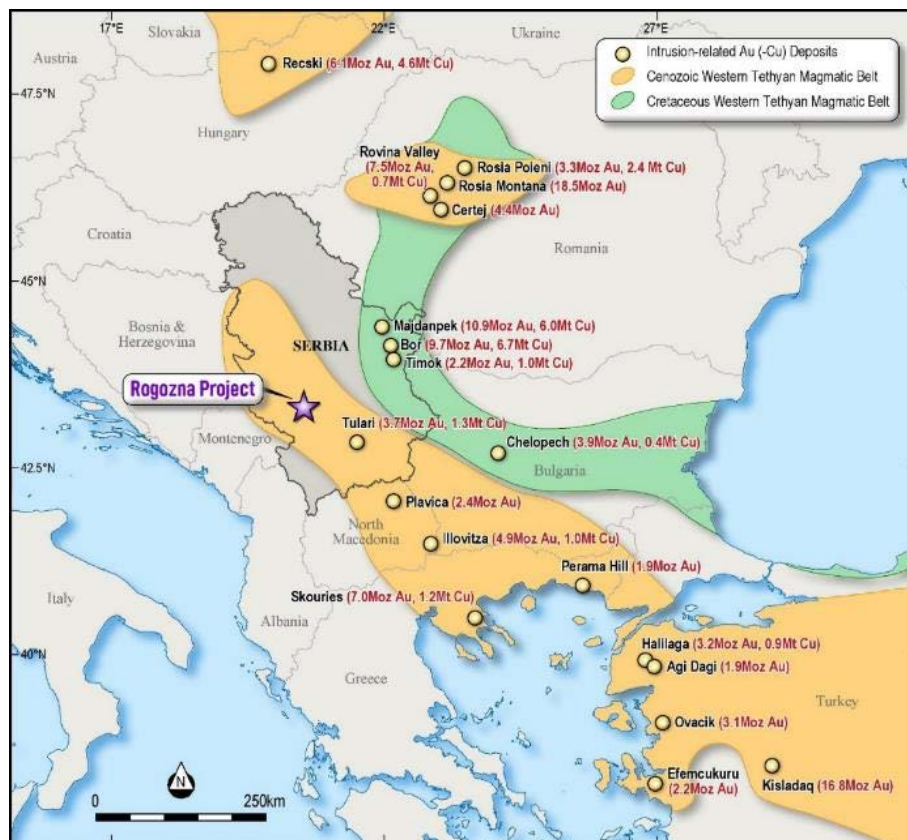 17°E
22°E
27°E
Slovakia
Ukraine
Austria
Intrusion-related Au (-Cu) Deposits
Cenozoic Western Tethyan Magmatic Belt
Cretaceous Western Tethyan Magmatic Belt
Recski (6.1Moz Au, 4.6Mt Cu)
47.5°N
Hungary
Rovina Valley
(7.5Moz Au,
0.7Mt Cu)
Rosia Poleni (3.3Moz Au, 2.4 Mt Cu)
Rosia Montana (18.5Moz Au)
Certej (4.4Moz Au)
Croatia
Romania
45°N
Bosnia &
Herzegovina
SERBIA
Majdanpek (10.9Moz Au, 6.0Mt Cu)
Bor (9.7Moz Au, 6.7Mt Cu)
Timok (2.2Moz Au, 1.0Mt Cu)
Rogozna Project
Tulari (3.7Moz Au, 1.3Mt Cu)
Montenegro
Chelopech (3.9Moz Au, 0.4Mt Cu)
Bulgaria
42.5°N
Plavica (2.4Moz Au)
North
Macedonia
Illovitza (4.9Moz Au, 1.0Mt Cu)
Perama Hill (1.9Moz Au)
Skouries (7.0Moz Au, 1.2Mt Cu)
Italy
Albania
40°N
Halilaga (3.2Moz Au, 0.9Mt Cu)
Agi Dagi (1.9Moz Au)
Greece
Turkey
Ovacik (3.1Moz Au)
N
Efemcukuru
(2.2Moz Au)
Kisladaq (16.8Moz Au)
0
250km